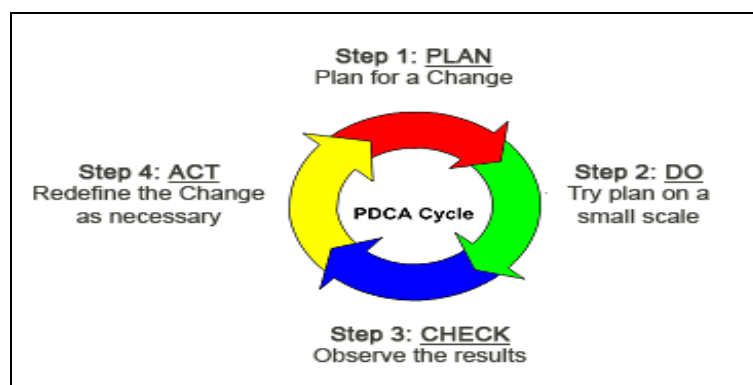 Step 1: PLAN
Plan for a Change
Step 4: ACT
Redefine the Change
as necessary
PDCA Cycle
Step 2: DO
Try plan on a
small scale
Step 3: CHECK
Observe the results